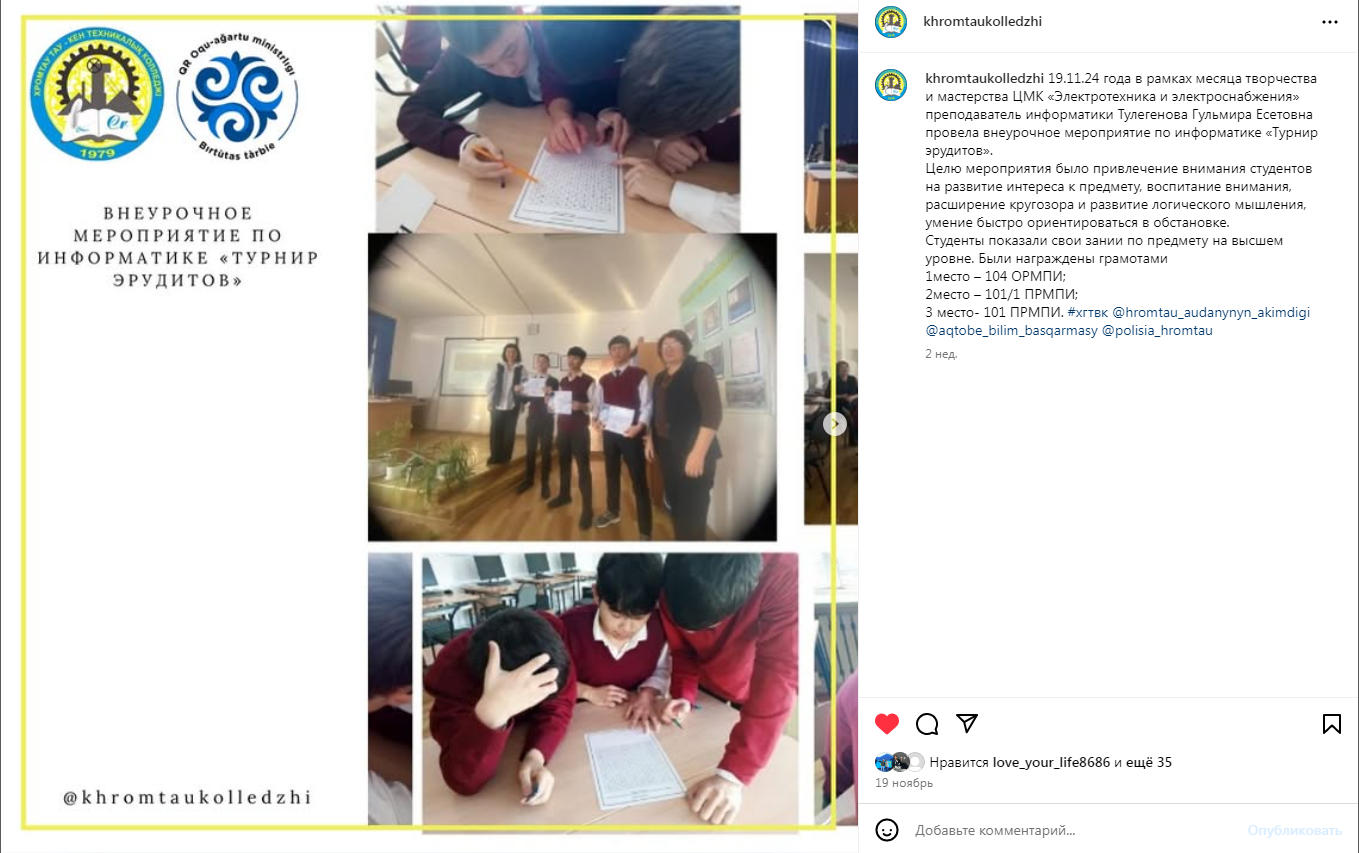 ХРОМТАУ ТАУ - КЕН ТЕХНИКАЛЫҚ КОЛЛЕДЖІ
1979
QR Oqu-ağartu ministrligi
Birtūtas tärbie
ВНЕУРОЧНОЕ
МЕРОПРИЯТИЕ ПО
ИНФОРМАТИКЕ «ТУРНИР
ЭРУДИТОВ»
@khromtaukolledzhi
khromtaukolledzhi
khromtaukolledzhi 19.11.24 года в рамках месяца творчества
и мастерства ЦМК «Электротехника и электроснабжения»
преподаватель информатики Тулегенова Гульмира Есетовна
провела внеурочное мероприятие по информатике «Турнир
эрудитов».
Целю мероприятия было привлечение внимания студентов
на развитие интереса к предмету, воспитание внимания,
расширение кругозора и развитие логического мышления,
умение быстро ориентироваться в обстановке.
Студенты показали свои зании по предмету на высшем
уровне. Были награждены грамотами
1место – 104 ОРМПИ;
2место – 101/1 ПРМПИ;
3 место- 101 ПРМПИ. #хгтвк @hromtau_audanynyn_akimdigi
@aqtobe_bilim_basqarmasy @polisia_hromtau
2 нед.
Нравится love_your_life8686 и ещё 35
19 ноябрь
Добавьте комментарий...
Опубликовать